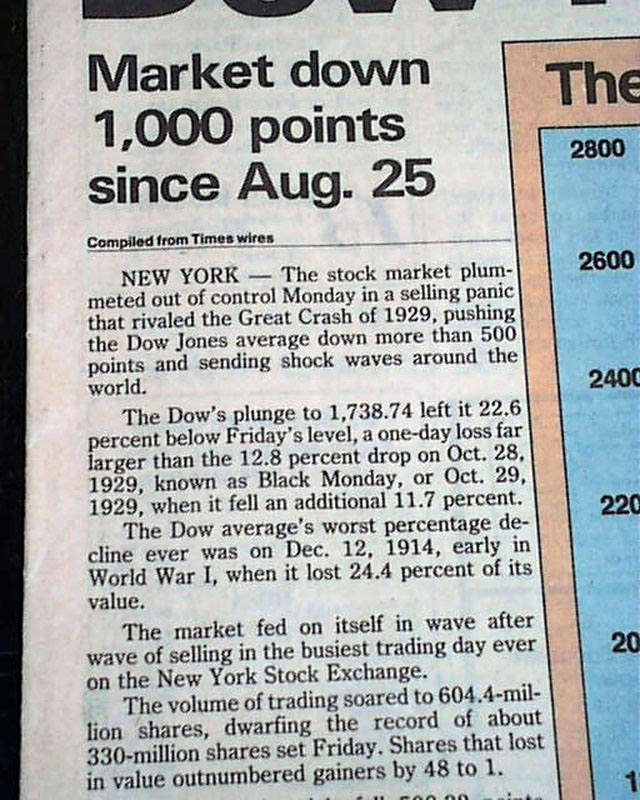 Market down
1,000 points
since Aug. 25
Compiled from Times wires
NEW YORK — The stock market plum-
meted out of control Monday in a selling panic
that rivaled the Great Crash of 1929, pushing
the Dow Jones average down more than 500
points and sending shock waves around the
world.
The Dow's plunge to 1,738.74 left it 22.6
percent below Friday's level, a one-day loss far
larger than the 12.8 percent drop on Oct. 28,
1929, known as Black Monday, or Oct. 29,
1929, when it fell an additional 11.7 percent.
The Dow average's worst percentage de-
cline ever was on Dec. 12, 1914, early in
World War I, when it lost 24.4 percent of its
value.
The market fed on itself in wave after
wave of selling in the busiest trading day ever
on the New York Stock Exchange.
The volume of trading soared to 604.4-mil-
lion shares, dwarfing the record of about
330-million shares set Friday. Shares that lost
in value outnumbered gainers by 48 to 1.
The
2800
2600
2400
220
20